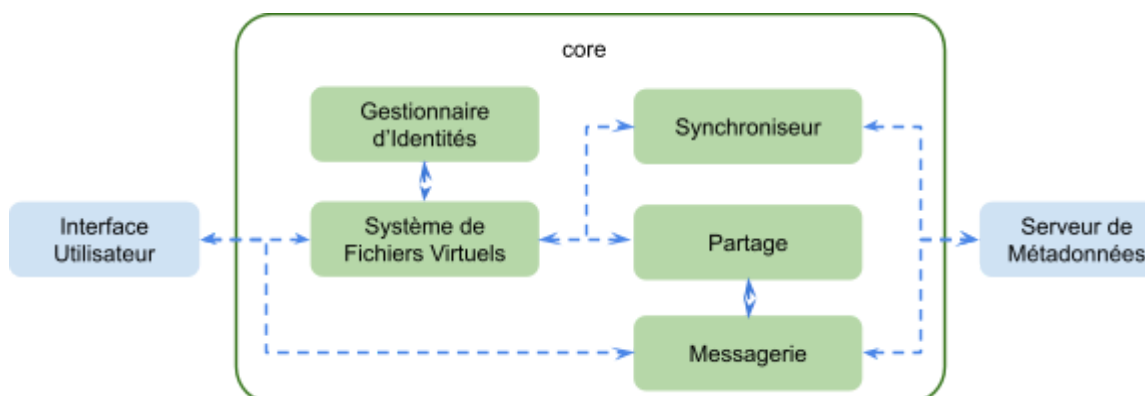 core
Gestionnaire
d'Identités
Synchroniseur
Interface
Utilisateur
Système de
Fichiers Virtuels
Partage
Serveur de
Métadonnées
Messagerie